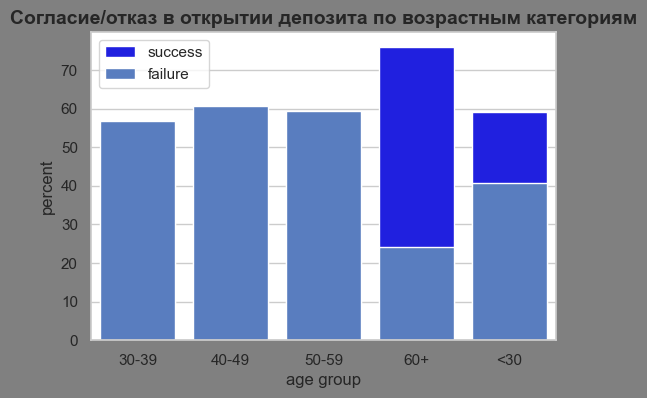 Согласие/отказ в открытии депозита по возрастным категориям
success
failure
percent
70
60
50
40
30
20
10
0
30-39 40-49 50-59 60+ <30
age group